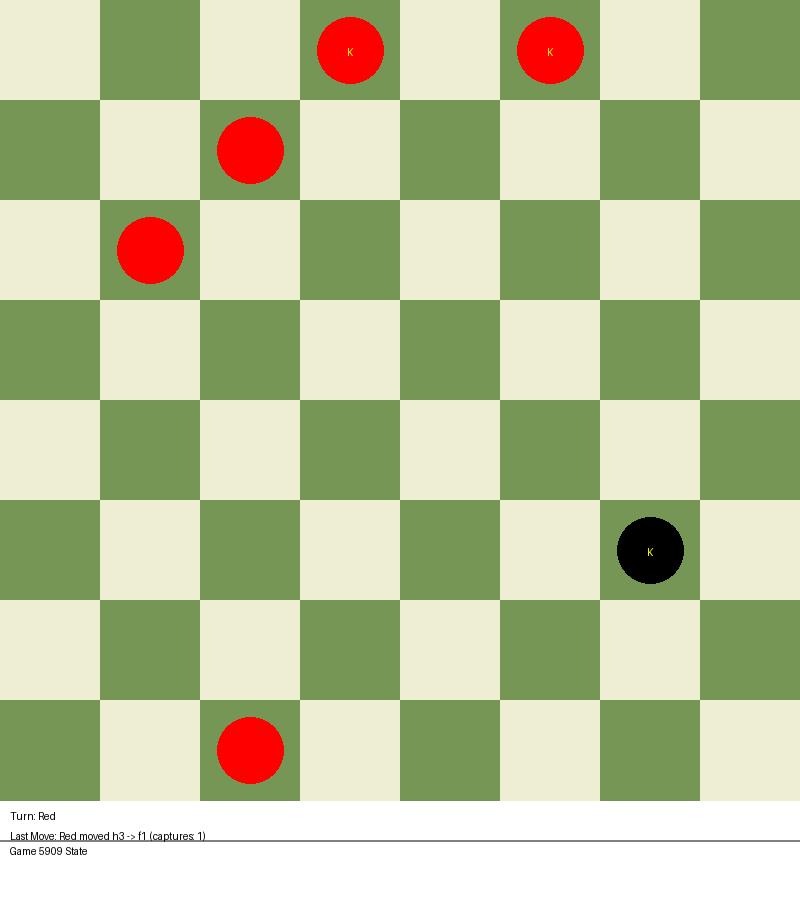 K K
K
Turn: Red
Last Move: Red moved h3 -> f1 (captures: 1)
Game 5909 State